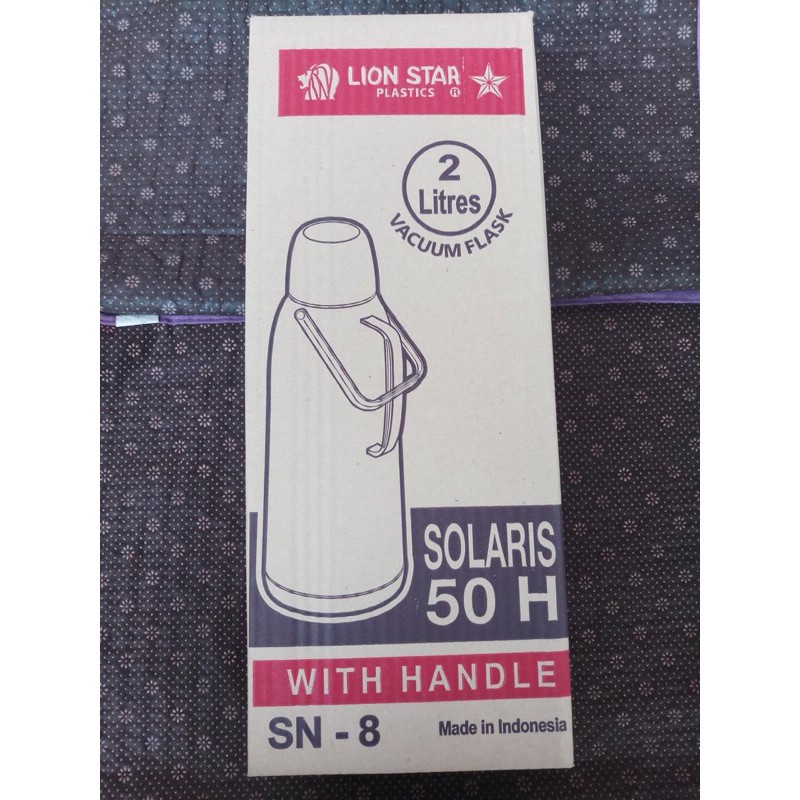 LION STAR
PLASTICS ®
2
Litres
VACUUM FLASK
SOLARIS
50 H
WITH HANDLE
SN - 8
Made in Indonesia